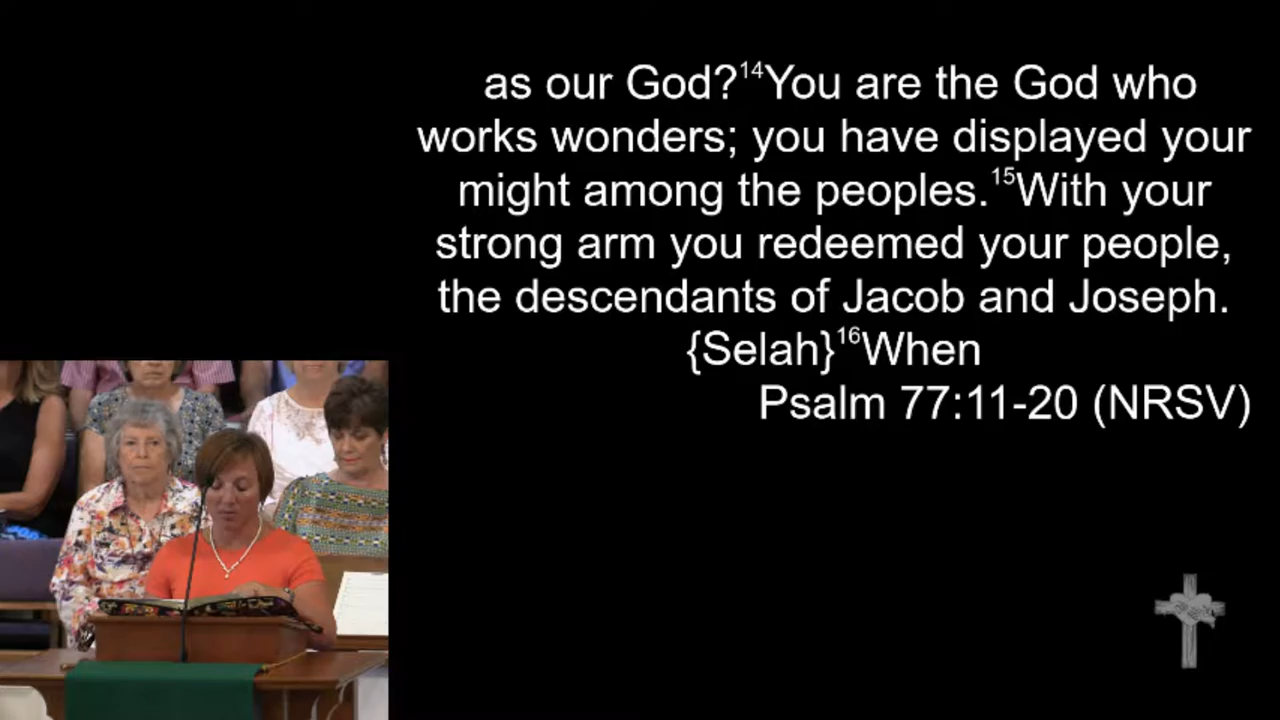 as our God?¹⁴You are the God who
works wonders; you have displayed your
might among the peoples.¹⁵With your
strong arm you redeemed your people,
the descendants of Jacob and Joseph.
{Selah}¹⁶When
Psalm 77:11-20 (NRSV)